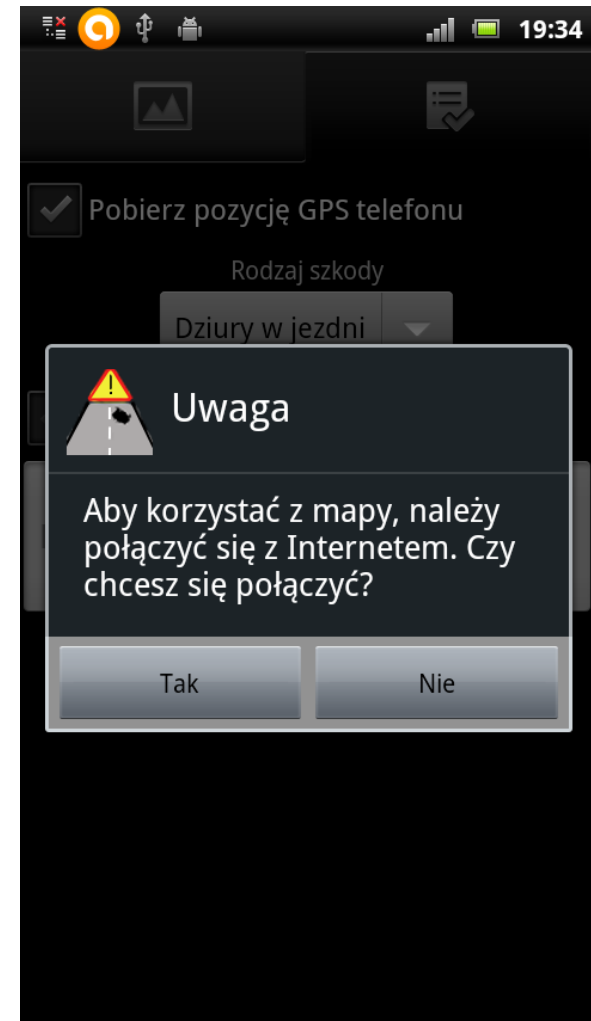 19:34
Pobierz pozycję GPS telefonu
Rodzaj szkody
Dziury w jezdni
Uwaga
Aby korzystać z mapy, należy
połączyć się z Internetem. Czy
chcesz się połączyć?
Tak
Nie